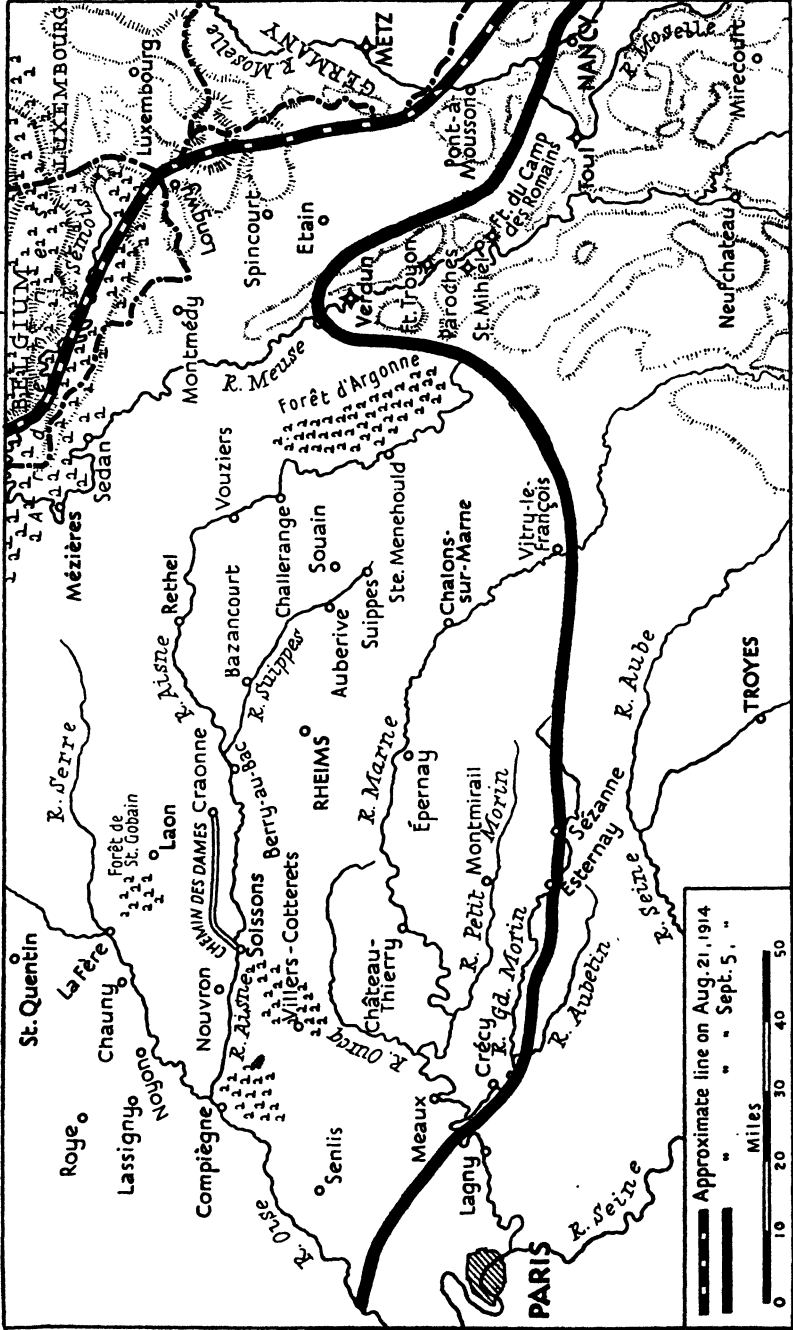 BELGIUM
LUXEMBOURG
Ardennes
R. Semois
Luxembourg
R. Moselle
GERMANY
METZ
St. Quentin
R. Serre
Mézières
Sedan
Montmédy
Longwy
Roye
La Fère
Chauny
Forêt de
St. Gobain
Laon
Rethel
Vouziers
R. Meuse
Spincourt
Etain
Lassigny
Noyon
Nouvron
CHEMIN DES DAMES
Craonne
R. Aisne
Bazancourt
Challerange
Forêt d'Argonne
Verdun
Pont-à-
Mousson
Compiègne
R. Aisne
Soissons
Berry-au-Bac
R. Suippes
Souain
Ft. Troyon
Paroches
St. Mihiel
Ft. du Camp
des Romains
NANCY
R. Moselle
R. Oise
Senlis
Villers-Cotterets
RHEIMS
Auberive
Suippes
Ste. Menehould
Toul
R. Ourcq
Château-
Thierry
R. Marne
Épernay
Chalons-
sur-Marne
Meaux
R. Petit Morin
Montmirail
Vitry-le-
François
Neufchateau
Mirecourt
Lagny
Crécy
R. Gd. Morin
Esternay
Sézanne
R. Aubetin
R. Aube
PARIS
R. Seine
R. Seine
TROYES
Approximate line on Aug. 21, 1914
" " " Sept. 5, "
Miles
0 10 20 30 40 50